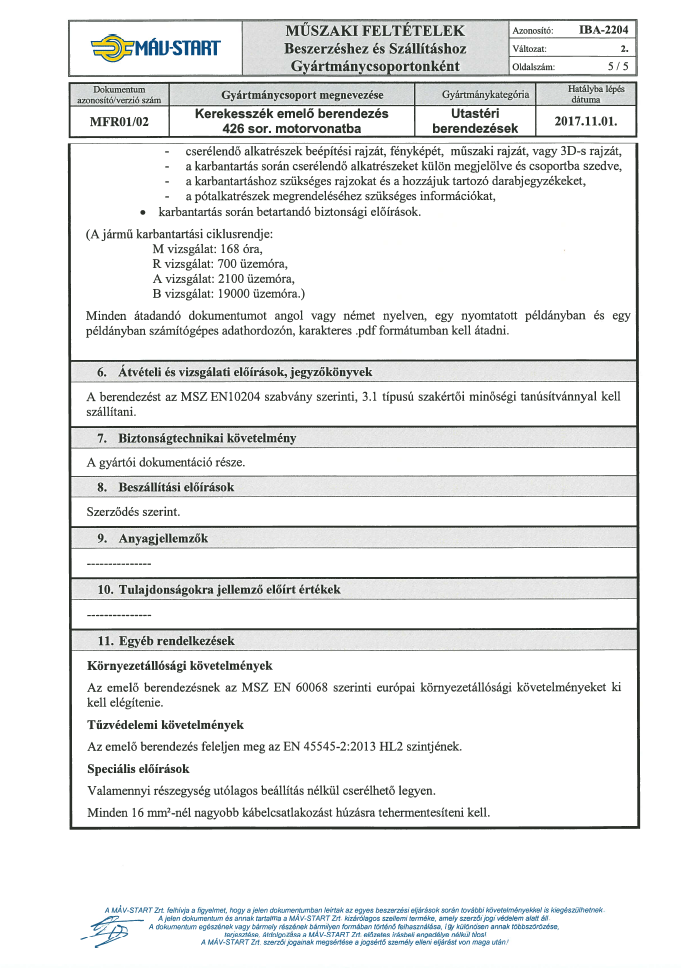 MÁV-START
MŰSZAKI FELTÉTELEK
Beszerzéshez és Szállításhoz
Gyártmánycsoportonként
Azonosító: IBA-2204
Változat: 2.
Oldalszám: 5 / 5
Dokumentum
azonosító/verzió szám
Gyártmánycsoport megnevezése
Gyártmánykategória
Hatályba lépés
dátuma
MFR01/02
Kerekesszék emelő berendezés
426 sor. motorvonatba
Utastéri
berendezések
2017.11.01.
- cserélendő alkatrészek beépítési rajzát, fényképét, műszaki rajzát, vagy 3D-s rajzát,
- a karbantartás során cserélendő alkatrészeket külön megjelölve és csoportba szedve,
- a karbantartáshoz szükséges rajzokat és a hozzájuk tartozó darabjegyzékeket,
- a pótalkatrészek megrendeléséhez szükséges információkat,
• karbantartás során betartandó biztonsági előírások.
(A jármű karbantartási ciklusrendje:
M vizsgálat: 168 óra,
R vizsgálat: 700 üzemóra,
A vizsgálat: 2100 üzemóra,
B vizsgálat: 19000 üzemóra.)
Minden átadandó dokumentumot angol vagy német nyelven, egy nyomtatott példányban és egy
példányban számítógépes adathordozón, karakteres .pdf formátumban kell átadni.
6. Átvételi és vizsgálati előírások, jegyzőkönyvek
A berendezést az MSZ EN10204 szabvány szerinti, 3.1 típusú szakértői minőségi tanúsítvánnyal kell
szállítani.
7. Biztonságtechnikai követelmény
A gyártói dokumentáció része.
8. Beszállítási előírások
Szerződés szerint.
9. Anyagjellemzők
---------------
10. Tulajdonságokra jellemző előírt értékek
---------------
11. Egyéb rendelkezések
Környezetállósági követelmények
Az emelő berendezésnek az MSZ EN 60068 szerinti európai környezetállósági követelményeket ki
kell elégítenie.
Tűzvédelemi követelmények
Az emelő berendezés feleljen meg az EN 45545-2:2013 HL2 szintjének.
Speciális előírások
Valamennyi részegység utólagos beállítás nélkül cserélhető legyen.
Minden 16 mm²-nél nagyobb kábelcsatlakozást húzásra tehermentesíteni kell.
A MÁV-START Zrt. felhívja a figyelmet, hogy a jelen dokumentumban leírtak az egyes beszerzési eljárások során további követelményekkel is kiegészülhetnek.
A jelen dokumentum és annak tartalma a MÁV-START Zrt. kizárólagos szellemi terméke, amely szerzői jogi védelem alatt áll.
A dokumentum egészének vagy bármely részének bármilyen formában történő felhasználása, így különösen annak többszörözése,
terjesztése, átdolgozása a MÁV-START Zrt. előzetes írásbeli engedélye nélkül tilos!
A MÁV-START Zrt. szerzői jogainak megsértése a jogsértő személy elleni eljárást von maga után!